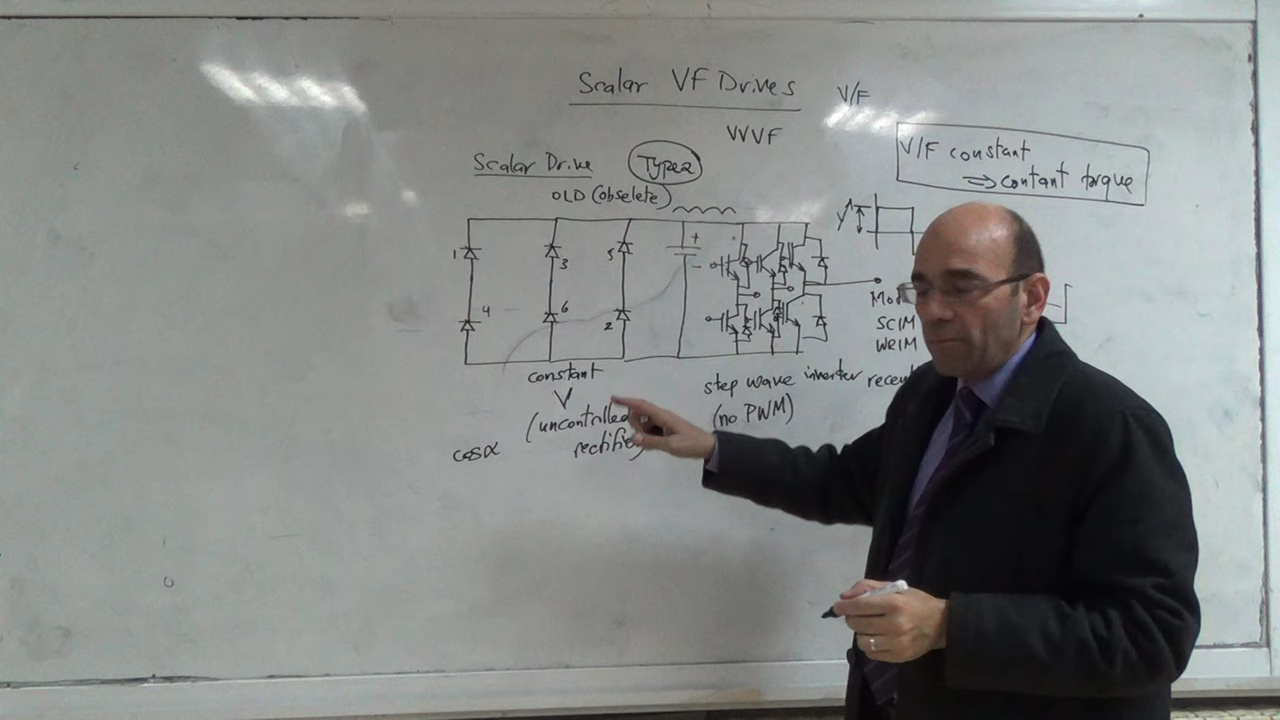 Scalar VF Drives
V/F
VVVF
V/F constant
⇒ contant torque
Scalar Drive
Type 2
OLD (obselete)
1
3
5
+
-
4
6
2
V
SCIM
WRIM
constant
V
(uncontrolled
rectifier)
cosα
step wave inverter
(no PWM)